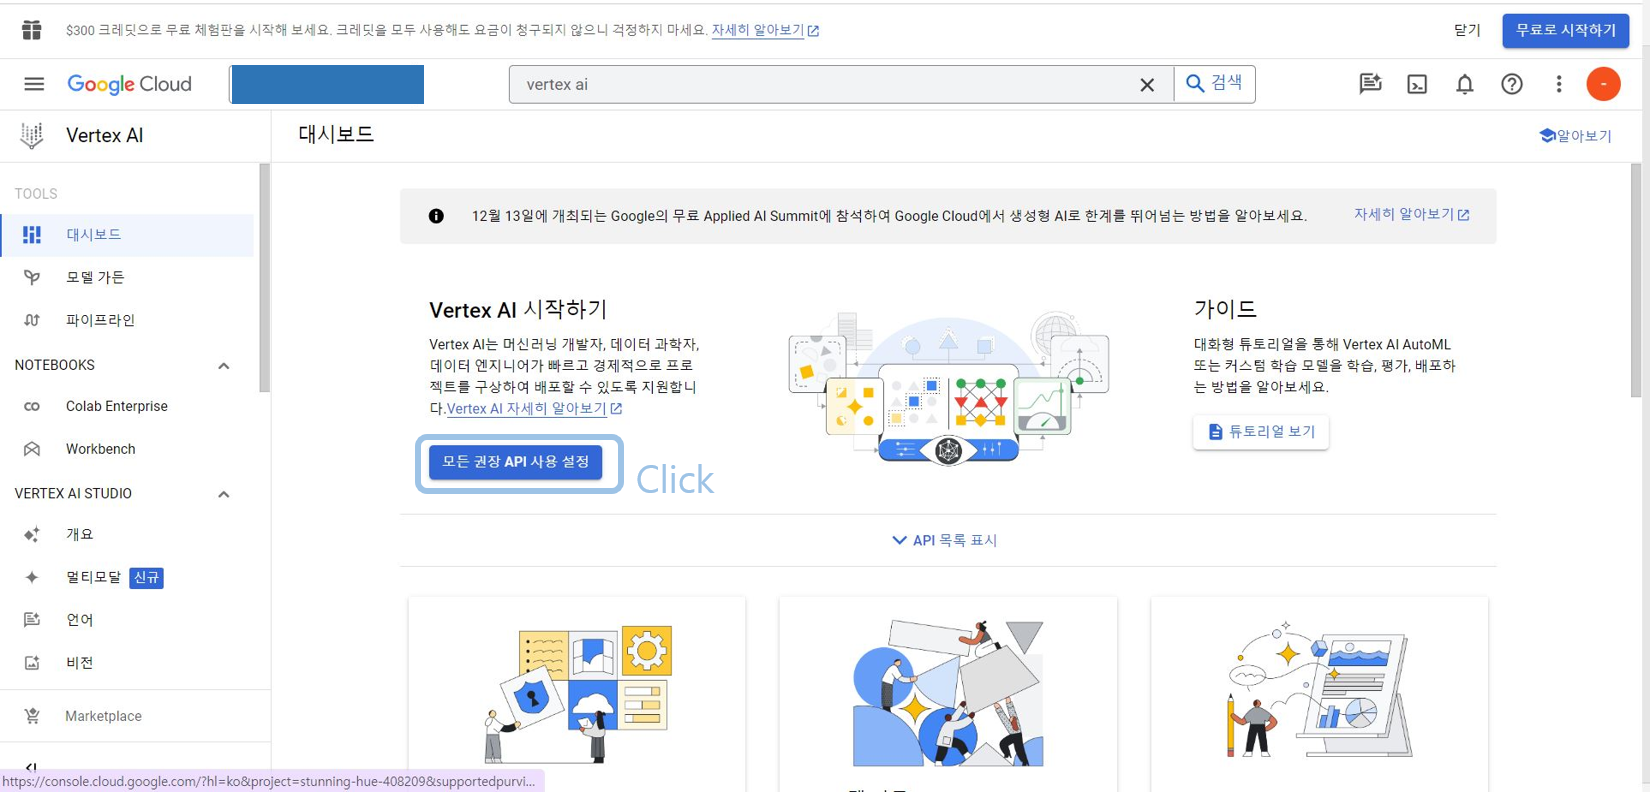 $300 크레딧으로 무료 체험판을 시작해 보세요. 크레딧을 모두 사용해도 요금이 청구되지 않으니 걱정하지 마세요. 자세히 알아보기
닫기
무료로 시작하기
Google Cloud
vertex ai
검색
-
Vertex AI
대시보드
알아보기
TOOLS
대시보드
모델 가든
파이프라인
NOTEBOOKS
Colab Enterprise
Workbench
VERTEX AI STUDIO
개요
멀티모달 신규
언어
비전
Marketplace
12월 13일에 개최되는 Google의 무료 Applied AI Summit에 참석하여 Google Cloud에서 생성형 AI로 한계를 뛰어넘는 방법을 알아보세요.
자세히 알아보기
Vertex AI 시작하기
Vertex AI는 머신러닝 개발자, 데이터 과학자,
데이터 엔지니어가 빠르고 경제적으로 프로
젝트를 구상하여 배포할 수 있도록 지원합니
다.Vertex AI 자세히 알아보기
모든 권장 API 사용 설정
Click
가이드
대화형 튜토리얼을 통해 Vertex AI AutoML
또는 커스텀 학습 모델을 학습, 평가, 배포하
는 방법을 알아보세요.
튜토리얼 보기
API 목록 표시
https://console.cloud.google.com/?hl=ko&project=stunning-hue-408209&supportedpurvi...